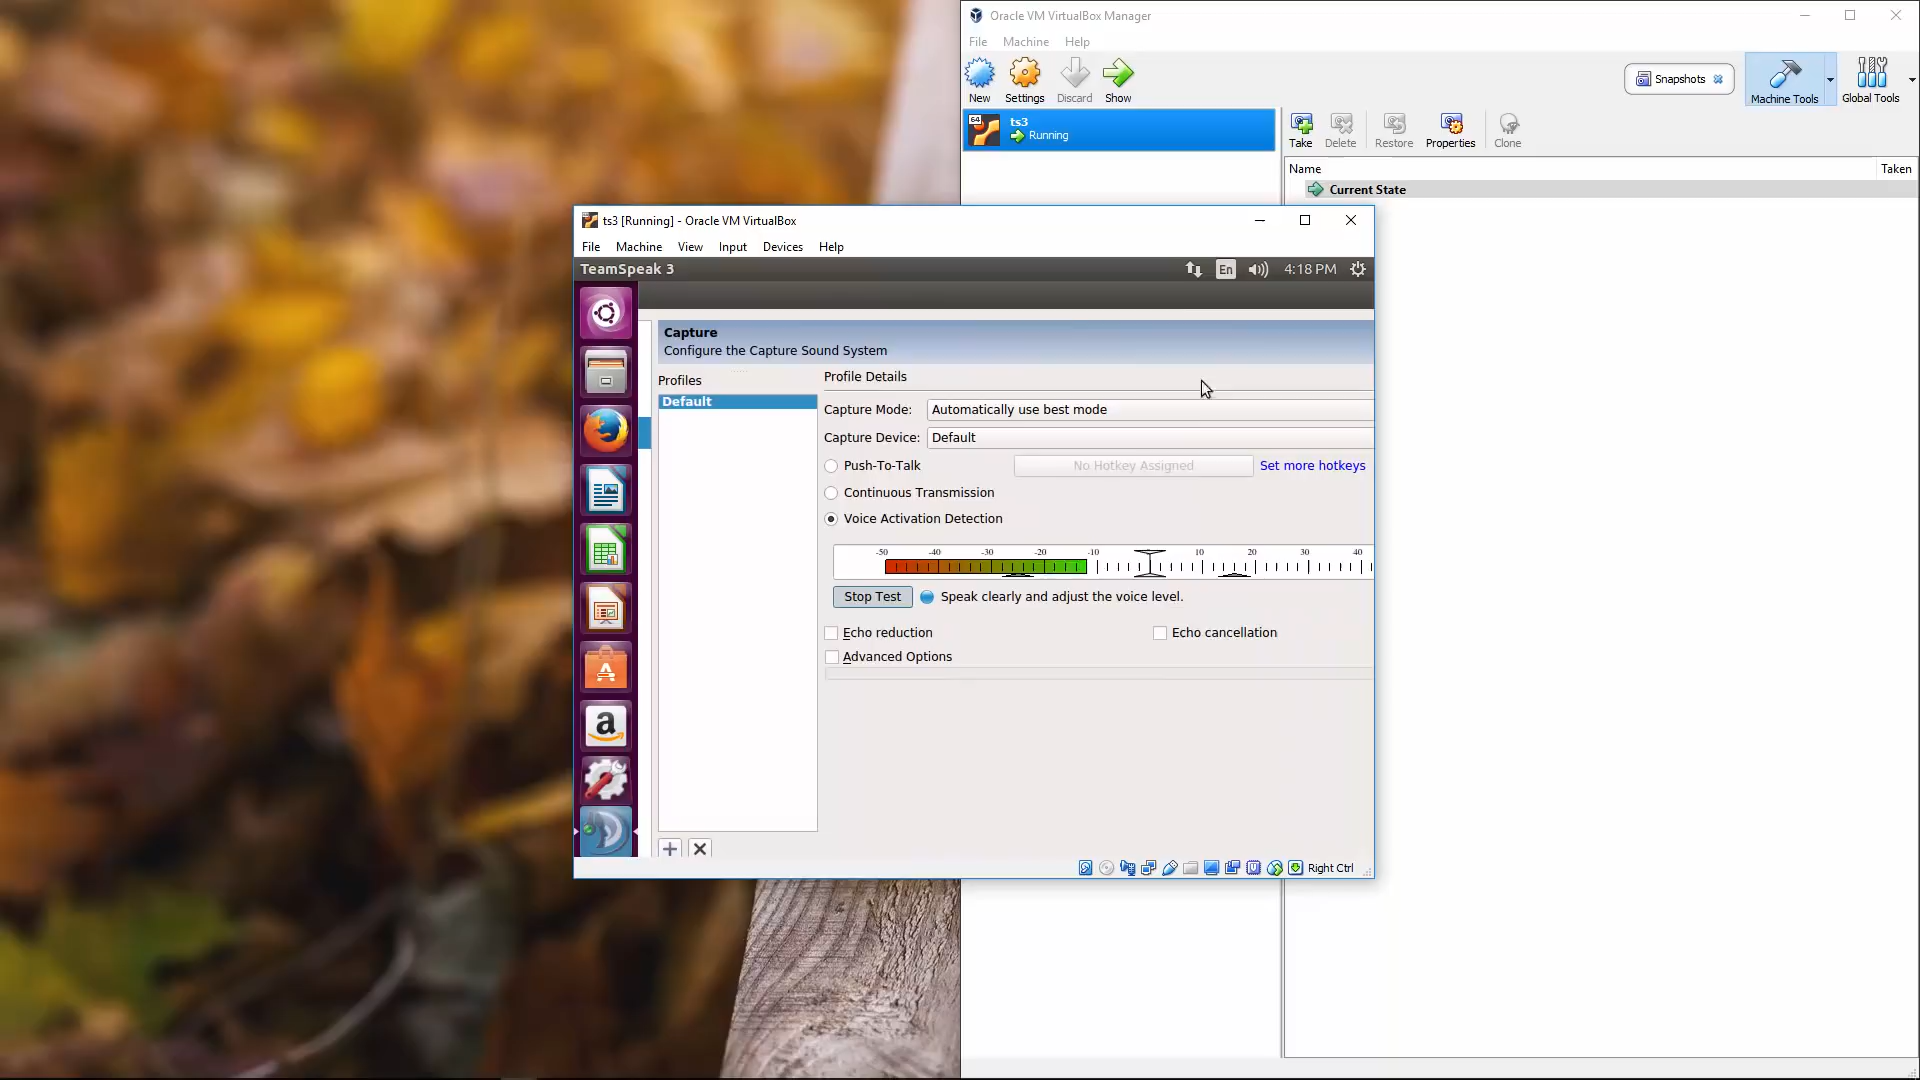 Oracle VM VirtualBox Manager
File Machine Help
New Settings Discard Show
Snapshots
Machine Tools
Global Tools
64
ts3
Running
Take Delete Restore Properties Clone
Name Taken
Current State
ts3 [Running] - Oracle VM VirtualBox
File Machine View Input Devices Help
TeamSpeak 3
En
4:18 PM
Capture
Configure the Capture Sound System
Profiles
Default
Profile Details
Capture Mode: Automatically use best mode
Capture Device: Default
Push-To-Talk No Hotkey Assigned Set more hotkeys
Continuous Transmission
Voice Activation Detection
-50 -40 -30 -20 -10 10 20 30 40
Stop Test Speak clearly and adjust the voice level.
Echo reduction Echo cancellation
Advanced Options
Right Ctrl